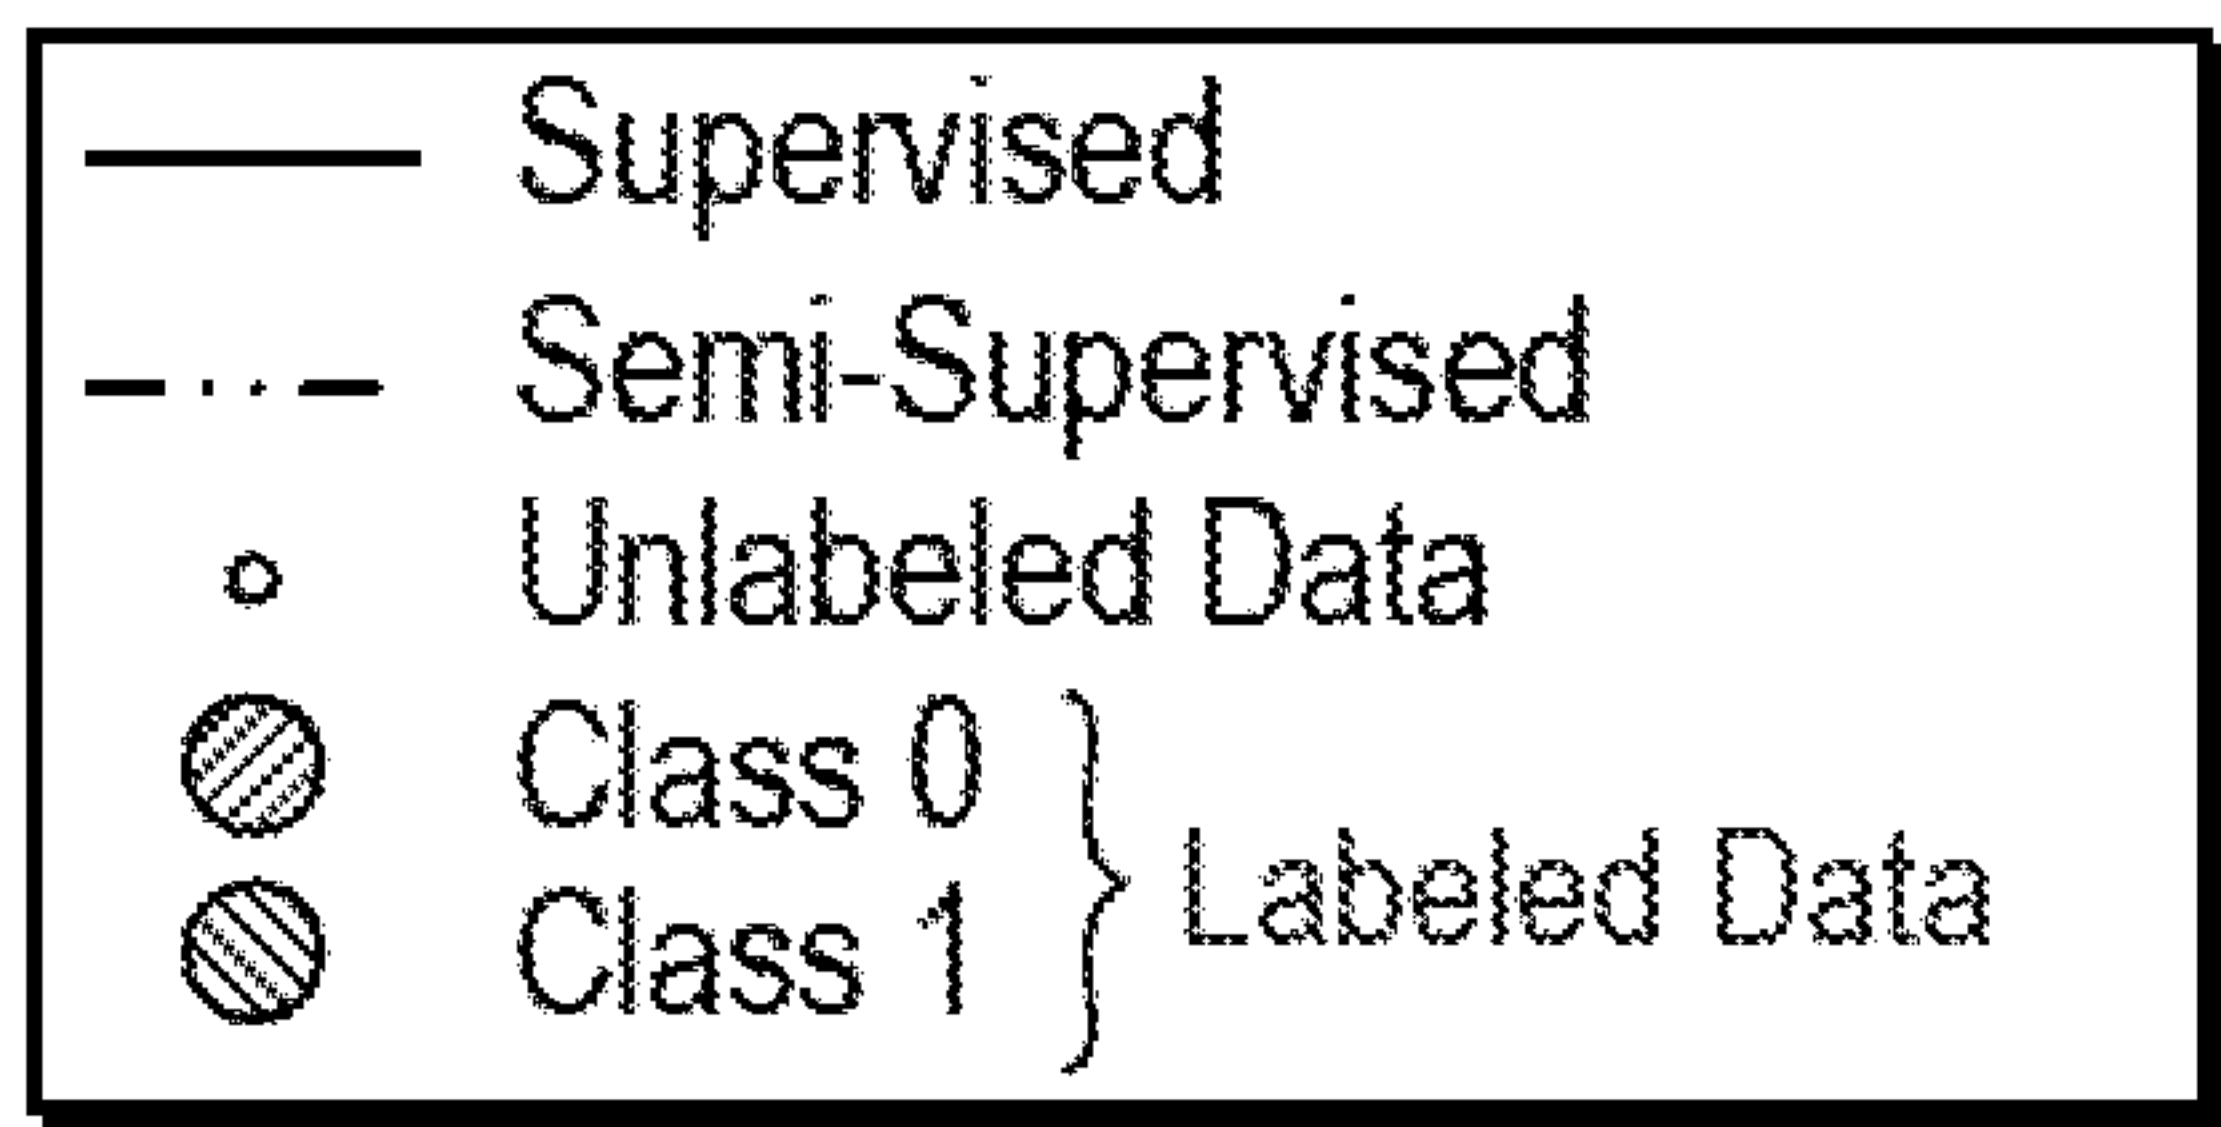 Supervised
Semi-Supervised
Unlabeled Data
Class 0
Class 1
Labeled Data